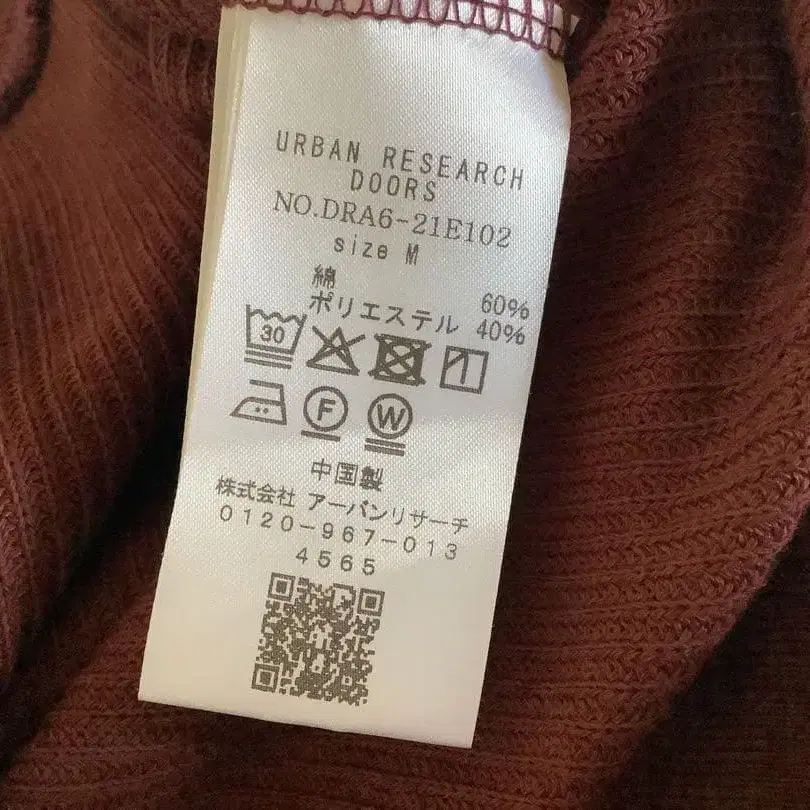 URBAN RESEARCH
DOORS
NO.DRA6-21E102
size M
綿 60%
ポリエステル 40%
30
F W
中国製
株式会社 アーバンリサーチ
0120-967-013
4565